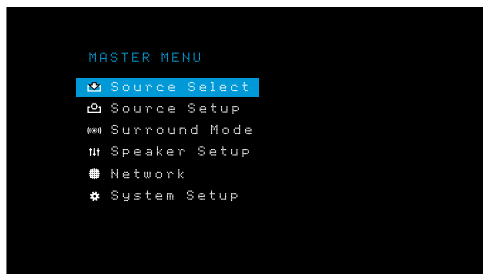 MASTER MENU
Source Select
Source Setup
Surround Mode
Speaker Setup
Network
System Setup